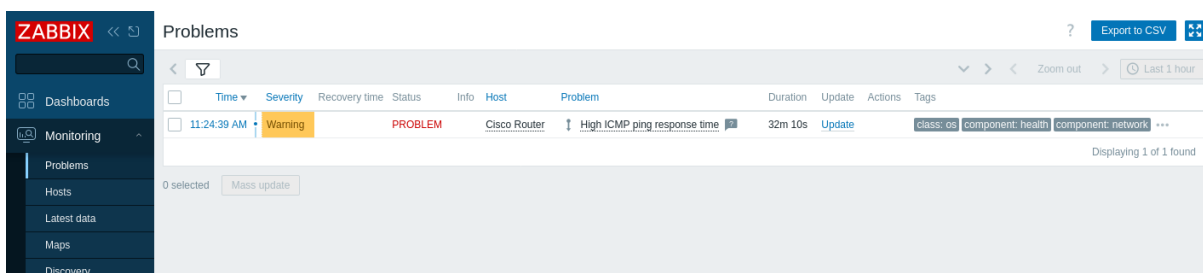 ZABBIX
Problems
? Export to CSV
Zoom out Last 1 hour
Dashboards
Monitoring
Problems
Hosts
Latest data
Maps
Discovery
Time Severity Recovery time Status Info Host Problem Duration Update Actions Tags
11:24:39 AM Warning PROBLEM Cisco Router High ICMP ping response time ? 32m 10s Update class: os component: health component: network •••
Displaying 1 of 1 found
0 selected Mass update